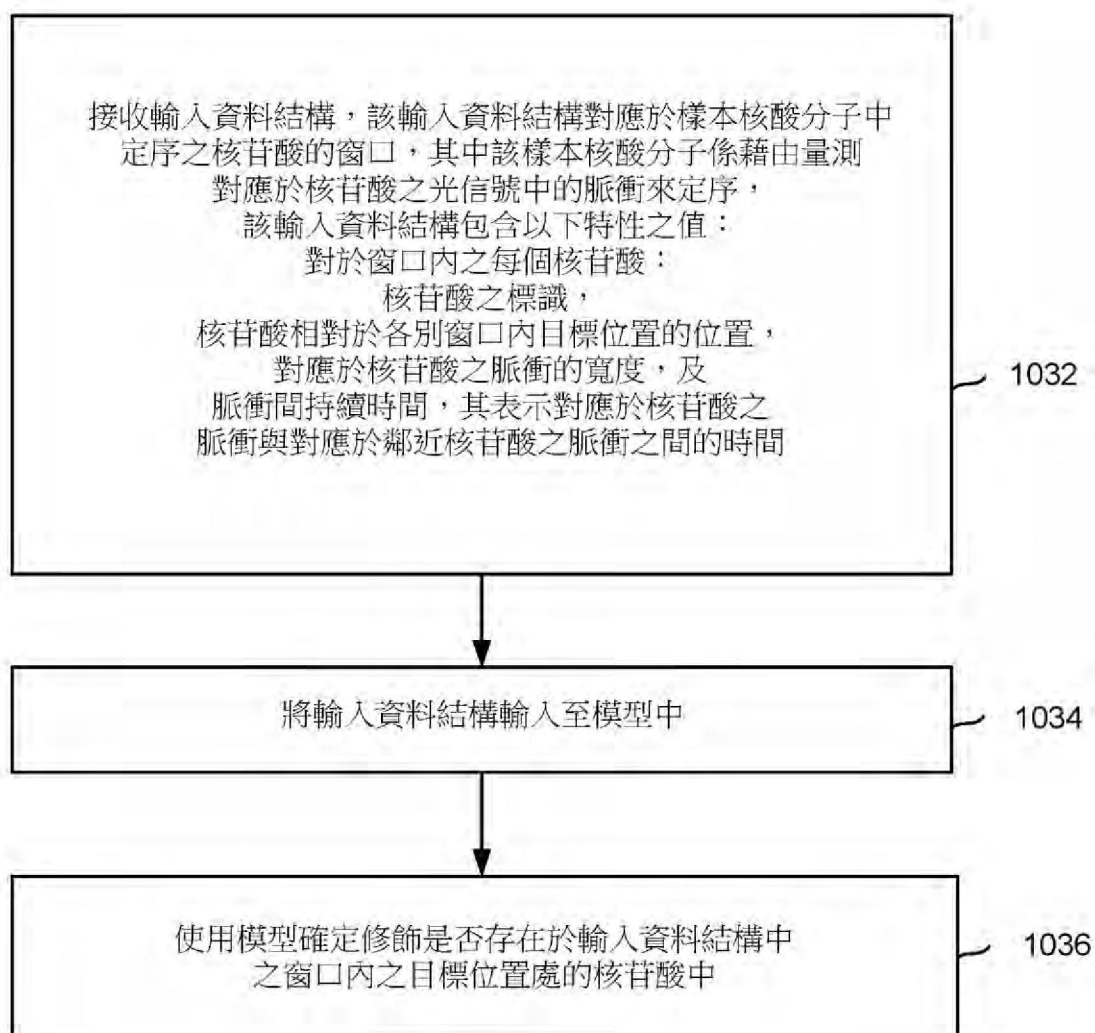 接收輸入資料結構，該輸入資料結構對應於樣本核酸分子中
定序之核苷酸的窗口，其中該樣本核酸分子係藉由量測
對應於核苷酸之光信號中的脈衝來定序，
該輸入資料結構包含以下特性之值：
對於窗口內之每個核苷酸：
核苷酸之標識，
核苷酸相對於各別窗口內目標位置的位置，
對應於核苷酸之脈衝的寬度，及
脈衝間持續時間，其表示對應於核苷酸之
脈衝與對應於鄰近核苷酸之脈衝之間的時間
1032
將輸入資料結構輸入至模型中
1034
使用模型確定修飾是否存在於輸入資料結構中
之窗口內之目標位置處的核苷酸中
1036